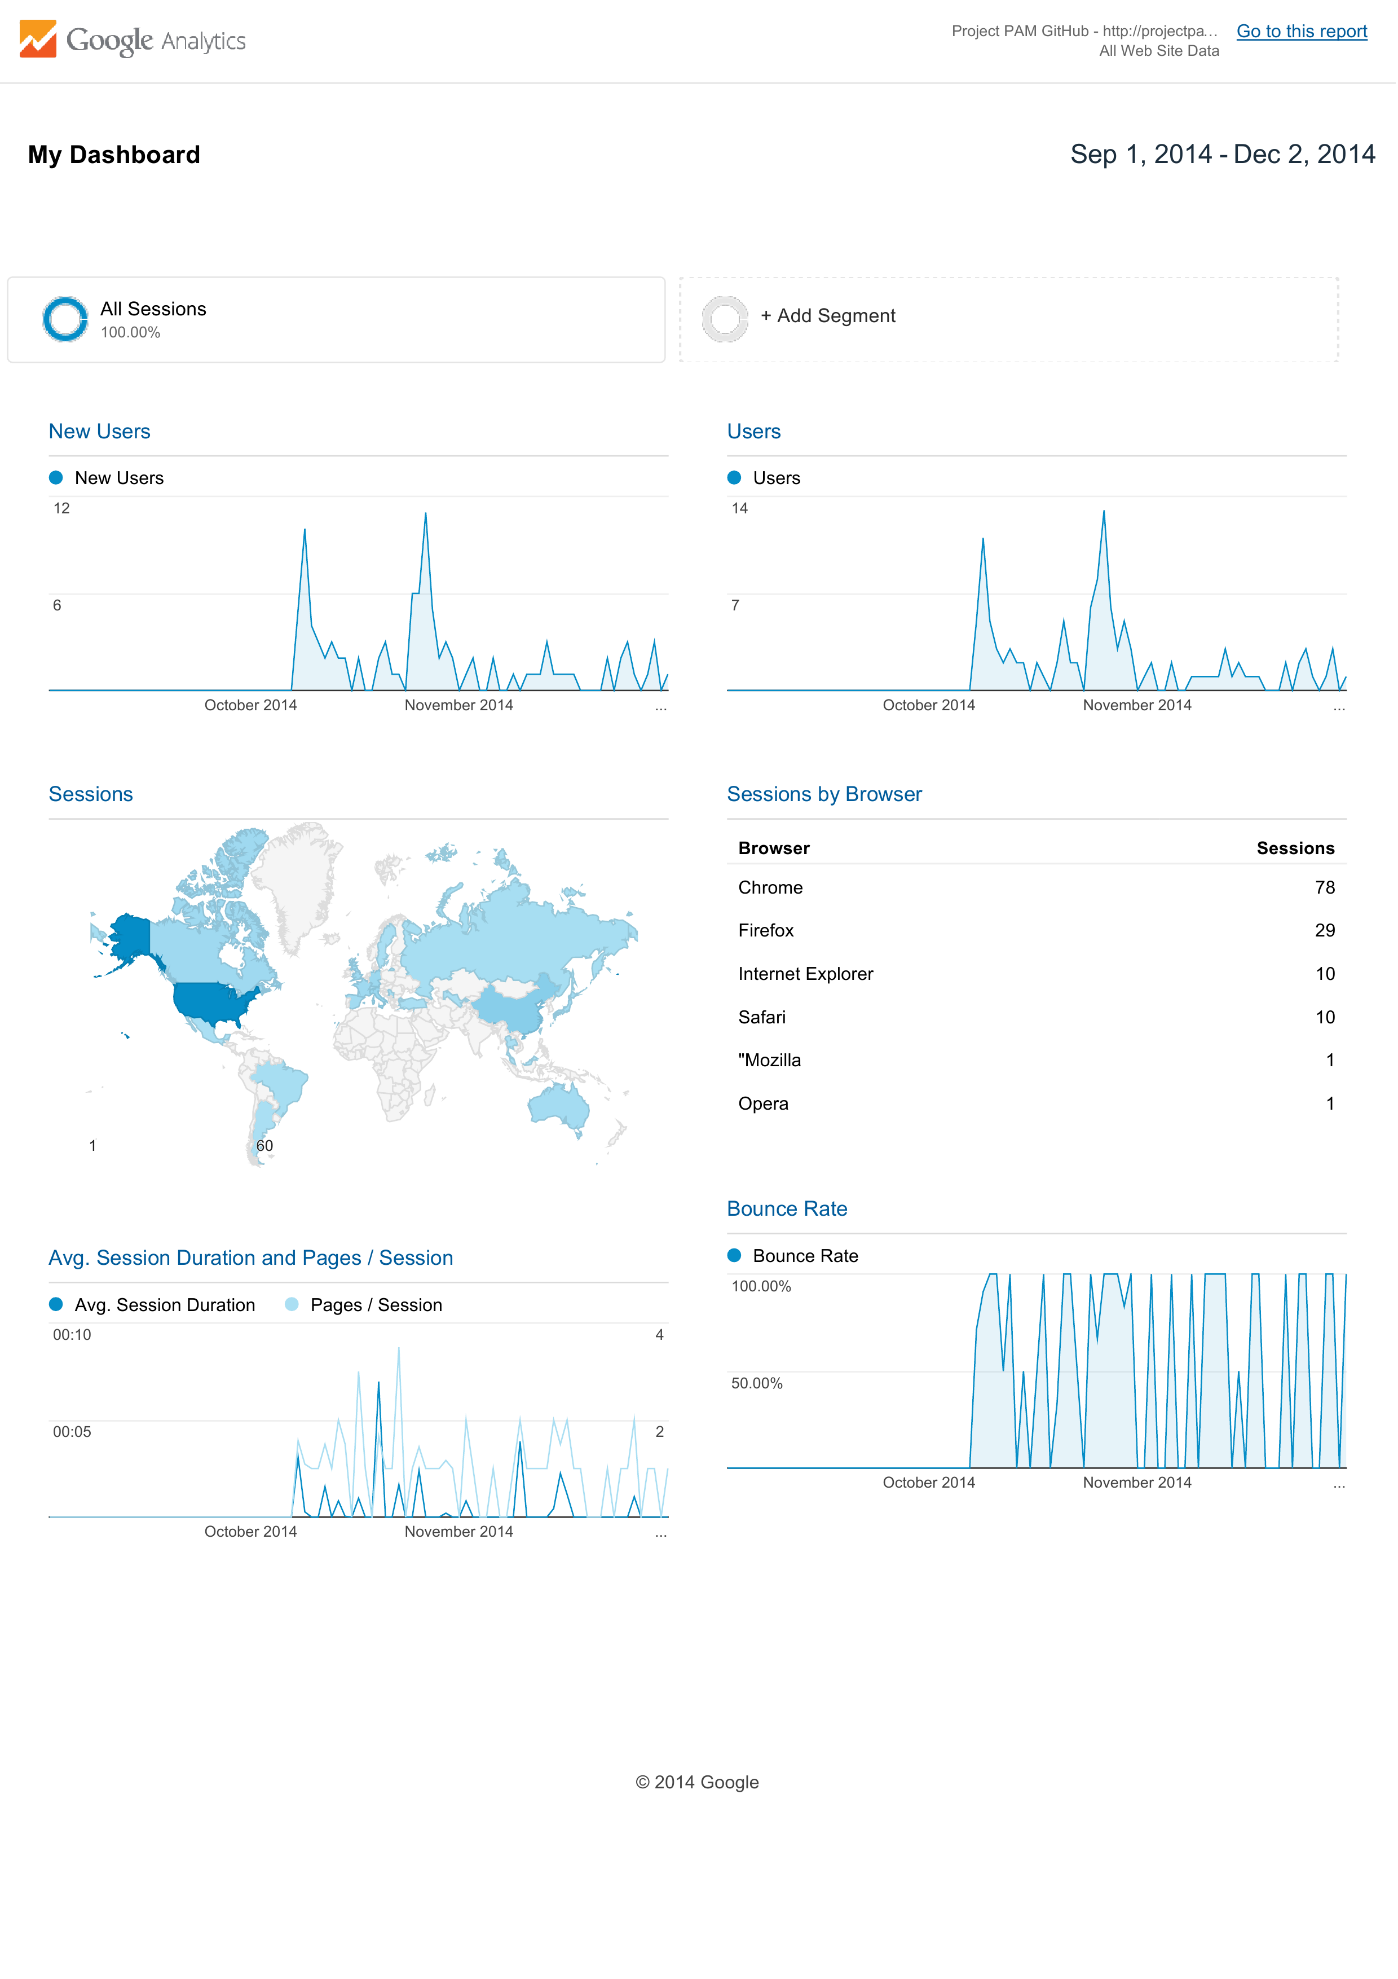 Google Analytics
Project PAM GitHub - http://projectpa…
All Web Site Data
Go to this report
My Dashboard
Sep 1, 2014 - Dec 2, 2014
All Sessions
100.00%
+ Add Segment
New Users
New Users
12
6
October 2014
November 2014
...
Users
Users
14
7
October 2014
November 2014
...
Sessions
1
60
Sessions by Browser
Browser Sessions
Chrome 78
Firefox 29
Internet Explorer 10
Safari 10
"Mozilla 1
Opera 1
Avg. Session Duration and Pages / Session
Avg. Session Duration
Pages / Session
00:10
4
00:05
2
October 2014
November 2014
...
Bounce Rate
Bounce Rate
100.00%
50.00%
October 2014
November 2014
...
© 2014 Google